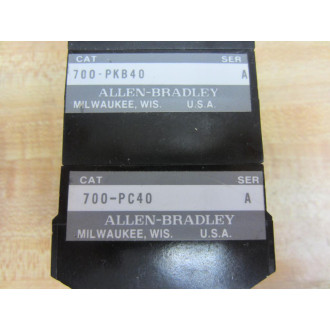 CAT SER
700-PKB40 A
ALLEN-BRADLEY
MILWAUKEE, WIS. U.S.A.
CAT SER
700-PC40 A
ALLEN-BRADLEY
MILWAUKEE, WIS. U.S.A.